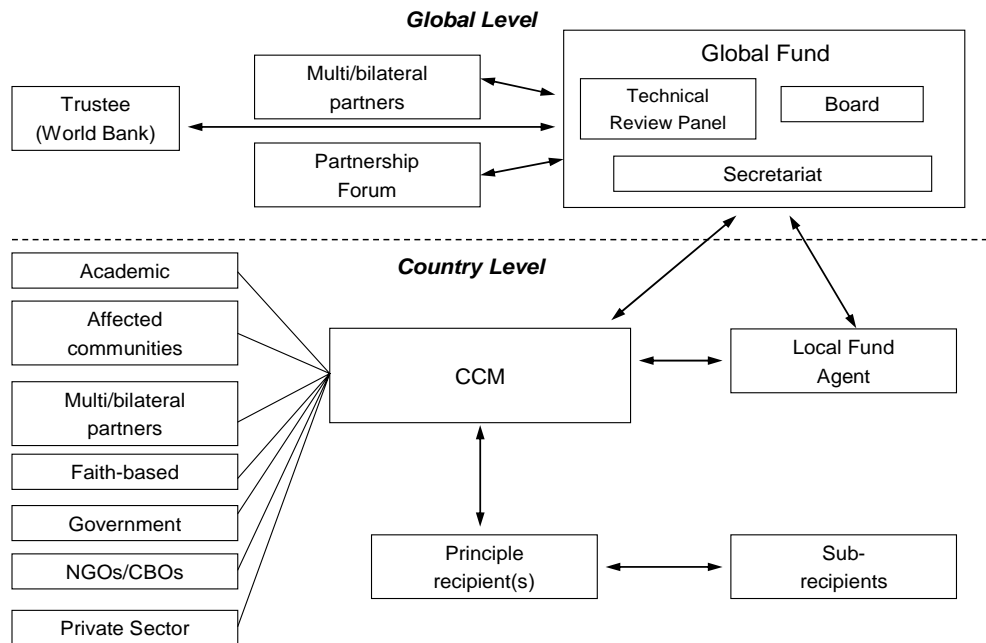 Global Level
Multi/bilateral
partners
Global Fund
Trustee
(World Bank)
Technical
Review Panel
Board
Partnership
Forum
Secretariat
Country Level
Academic
Affected
communities
Multi/bilateral
partners
Faith-based
Government
NGOs/CBOs
Private Sector
CCM
Local Fund
Agent
Principle
recipient(s)
Sub-
recipients